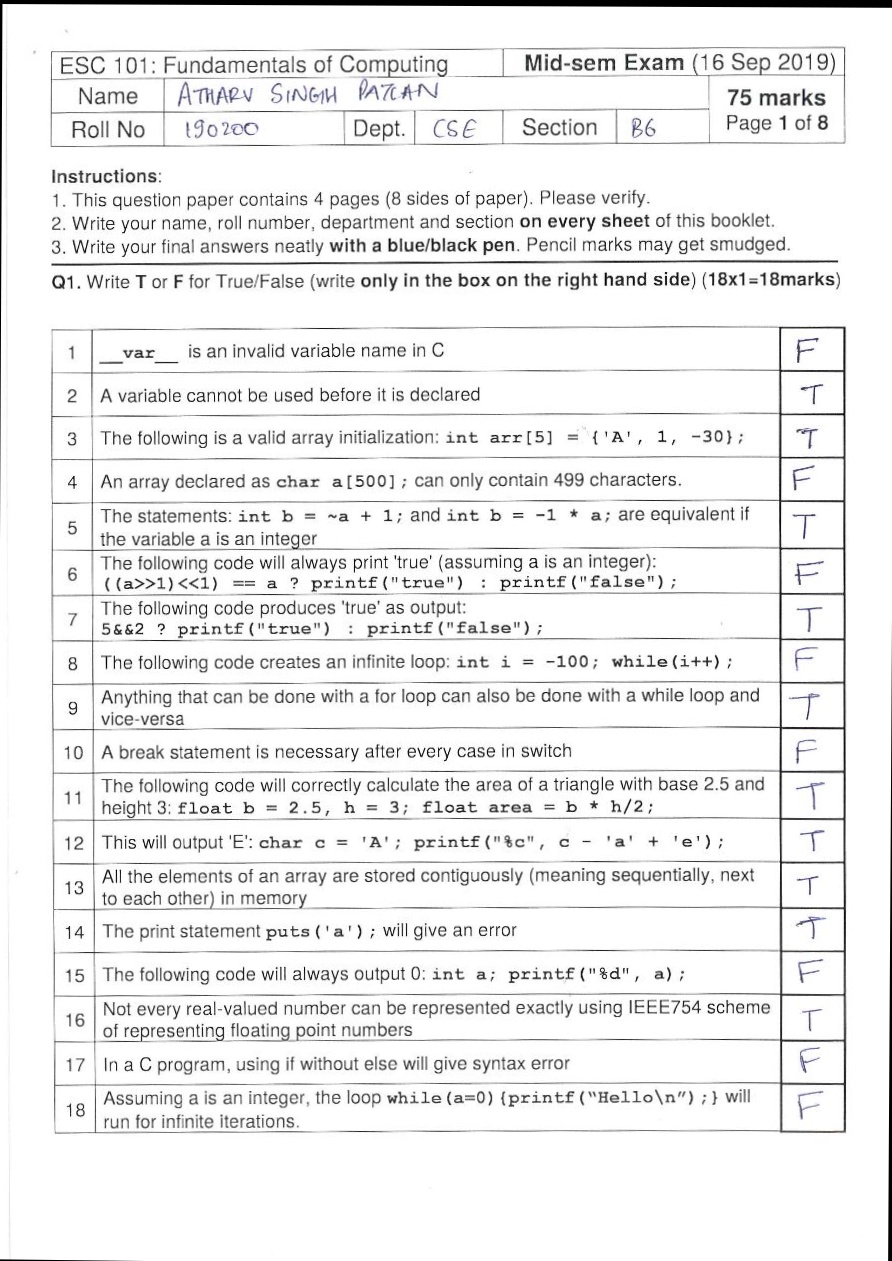 ESC 101: Fundamentals of Computing Mid-sem Exam (16 Sep 2019)
Name ATHARV SINGH PATLAN 75 marks
Roll No 190200 Dept. CSE Section B6 Page 1 of 8
Instructions:
1. This question paper contains 4 pages (8 sides of paper). Please verify.
2. Write your name, roll number, department and section on every sheet of this booklet.
3. Write your final answers neatly with a blue/black pen. Pencil marks may get smudged.
Q1. Write T or F for True/False (write only in the box on the right hand side) (18x1=18marks)
1 __var__ is an invalid variable name in C F
2 A variable cannot be used before it is declared T
3 The following is a valid array initialization: int arr[5] = {'A', 1, -30}; T
4 An array declared as char a[500]; can only contain 499 characters. F
5 The statements: int b = ~a + 1; and int b = -1 * a; are equivalent if
the variable a is an integer T
6 The following code will always print 'true' (assuming a is an integer):
((a>>1)<<1) == a ? printf("true") : printf("false"); F
7 The following code produces 'true' as output:
5&&2 ? printf("true") : printf("false"); T
8 The following code creates an infinite loop: int i = -100; while(i++); F
9 Anything that can be done with a for loop can also be done with a while loop and
vice-versa T
10 A break statement is necessary after every case in switch F
11 The following code will correctly calculate the area of a triangle with base 2.5 and
height 3: float b = 2.5, h = 3; float area = b * h/2; T
12 This will output 'E': char c = 'A'; printf("%c", c - 'a' + 'e'); T
13 All the elements of an array are stored contiguously (meaning sequentially, next
to each other) in memory T
14 The print statement puts('a'); will give an error T
15 The following code will always output 0: int a; printf("%d", a); F
16 Not every real-valued number can be represented exactly using IEEE754 scheme
of representing floating point numbers T
17 In a C program, using if without else will give syntax error F
18 Assuming a is an integer, the loop while(a=0){printf("Hello\n");} will
run for infinite iterations. F